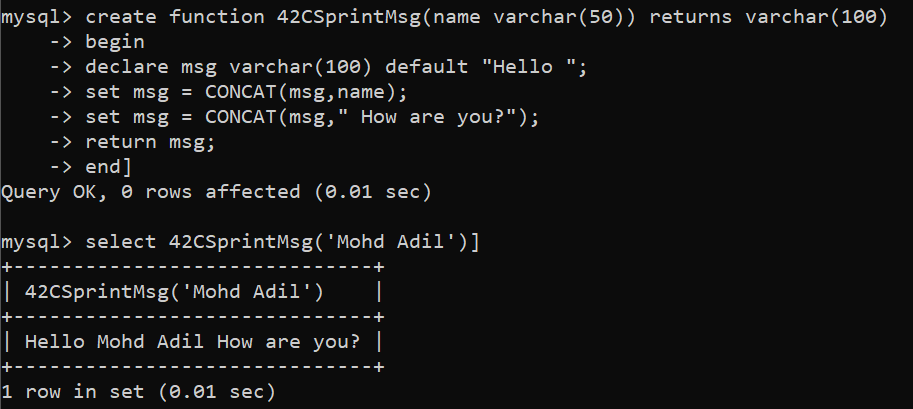 mysql> create function 42CSprintMsg(name varchar(50)) returns varchar(100)
    -> begin
    -> declare msg varchar(100) default "Hello ";
    -> set msg = CONCAT(msg,name);
    -> set msg = CONCAT(msg," How are you?");
    -> return msg;
    -> end]
Query OK, 0 rows affected (0.01 sec)

mysql> select 42CSprintMsg('Mohd Adil')]
+------------------------------+
| 42CSprintMsg('Mohd Adil')    |
+------------------------------+
| Hello Mohd Adil How are you? |
+------------------------------+
1 row in set (0.01 sec)